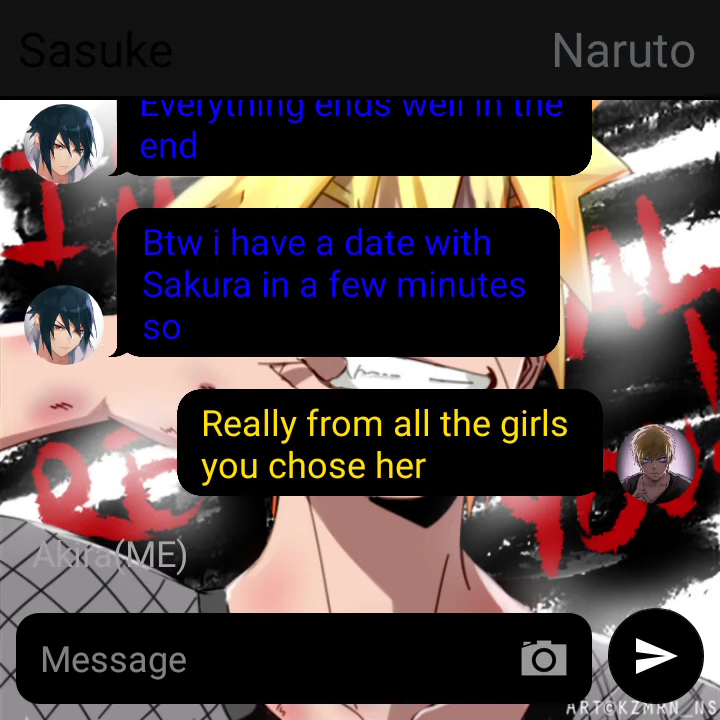 Sasuke
Naruto
Everything ends well in the
end
Btw i have a date with
Sakura in a few minutes
so
Really from all the girls
you chose her
Akira(ME)
Message
ART©KZMRN_NS